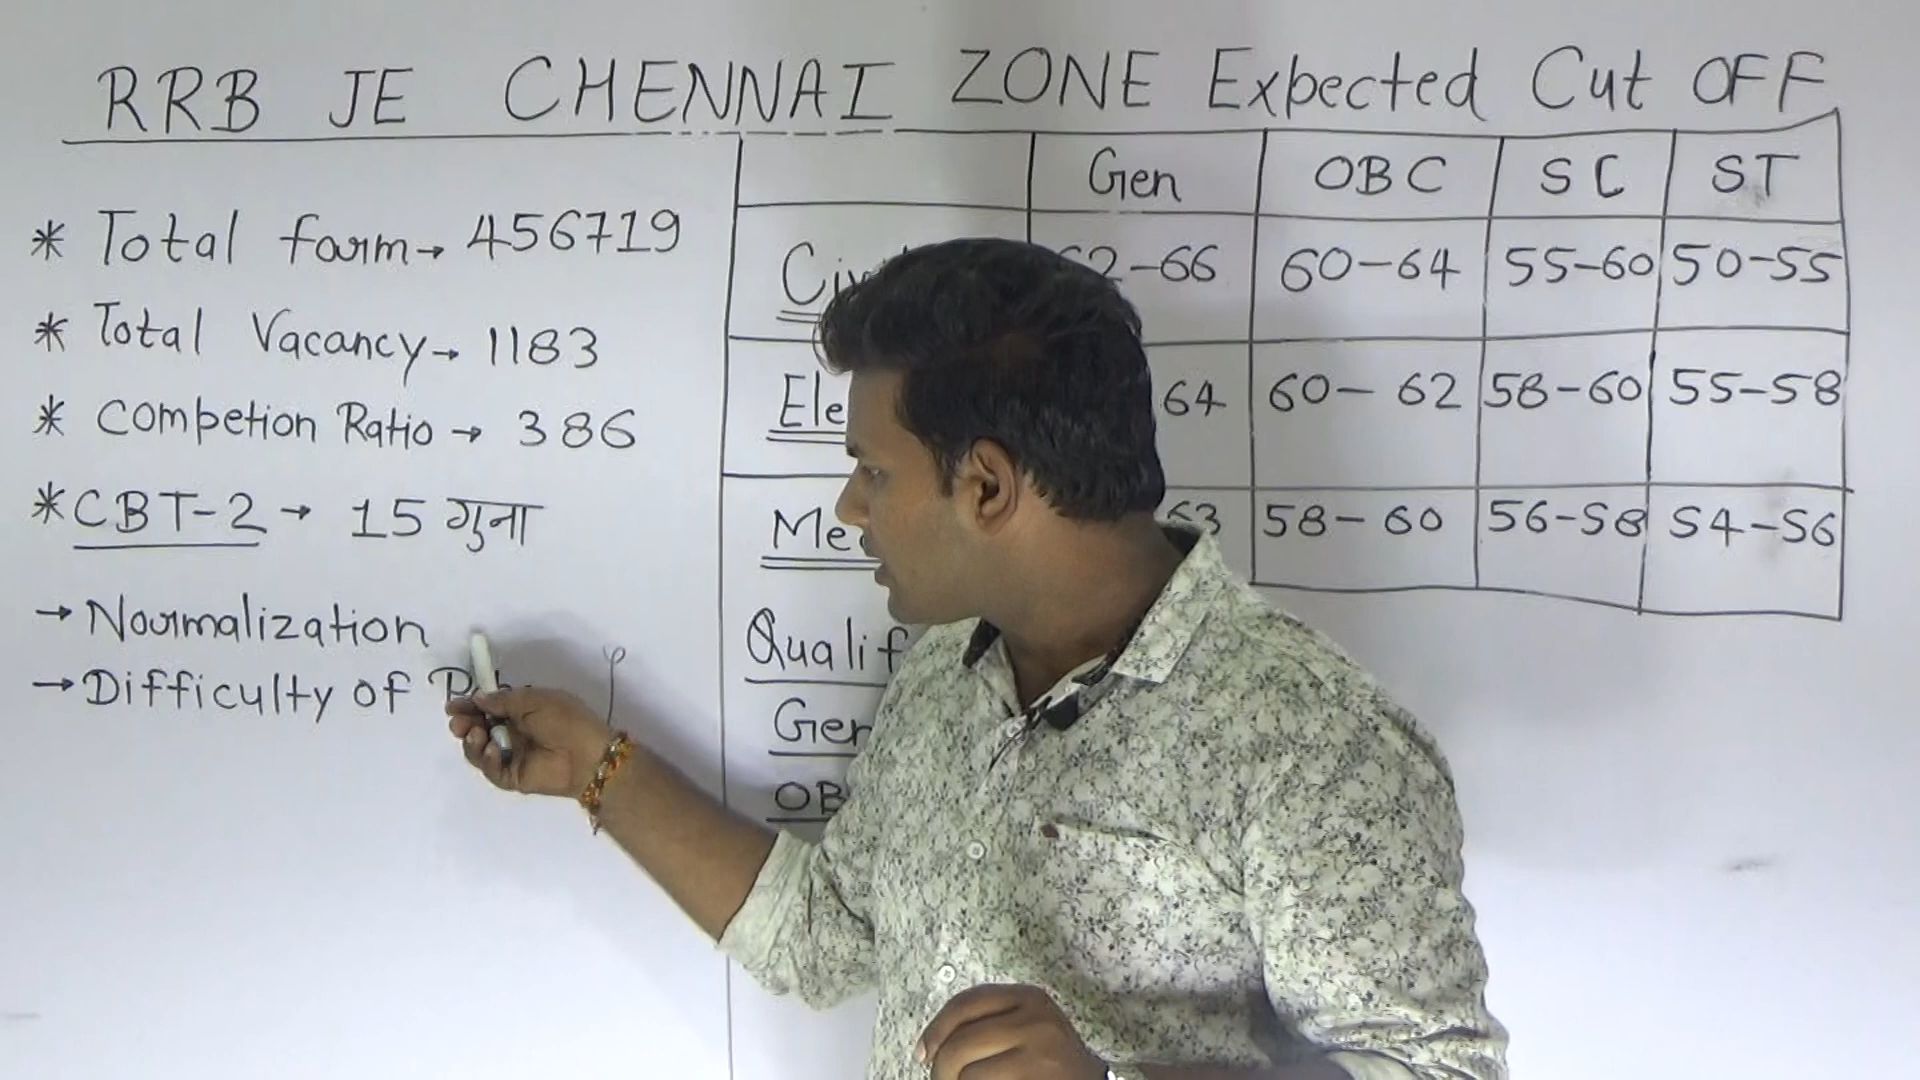 RRB JE CHENNAI ZONE Expected Cut OFF
* Total form → 456719
* Total Vacancy → 1183
* Competion Ratio → 386
* CBT-2 → 15 गुना
→ Normalization
→ Difficulty of
Gen OBC SC ST
2-66 60-64 55-60 50-55
64 60-62 58-60 55-58
63 58-60 56-58 54-56